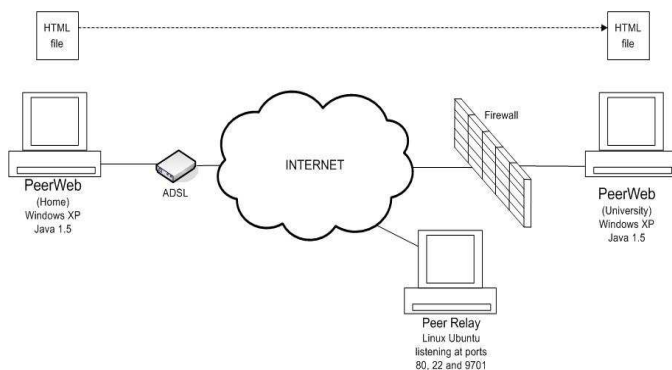 HTML
file
HTML
file
Firewall
INTERNET
ADSL
PeerWeb
(Home)
Windows XP
Java 1.5
PeerWeb
(University)
Windows XP
Java 1.5
Peer Relay
Linux Ubuntu
listening at ports
80, 22 and 9701